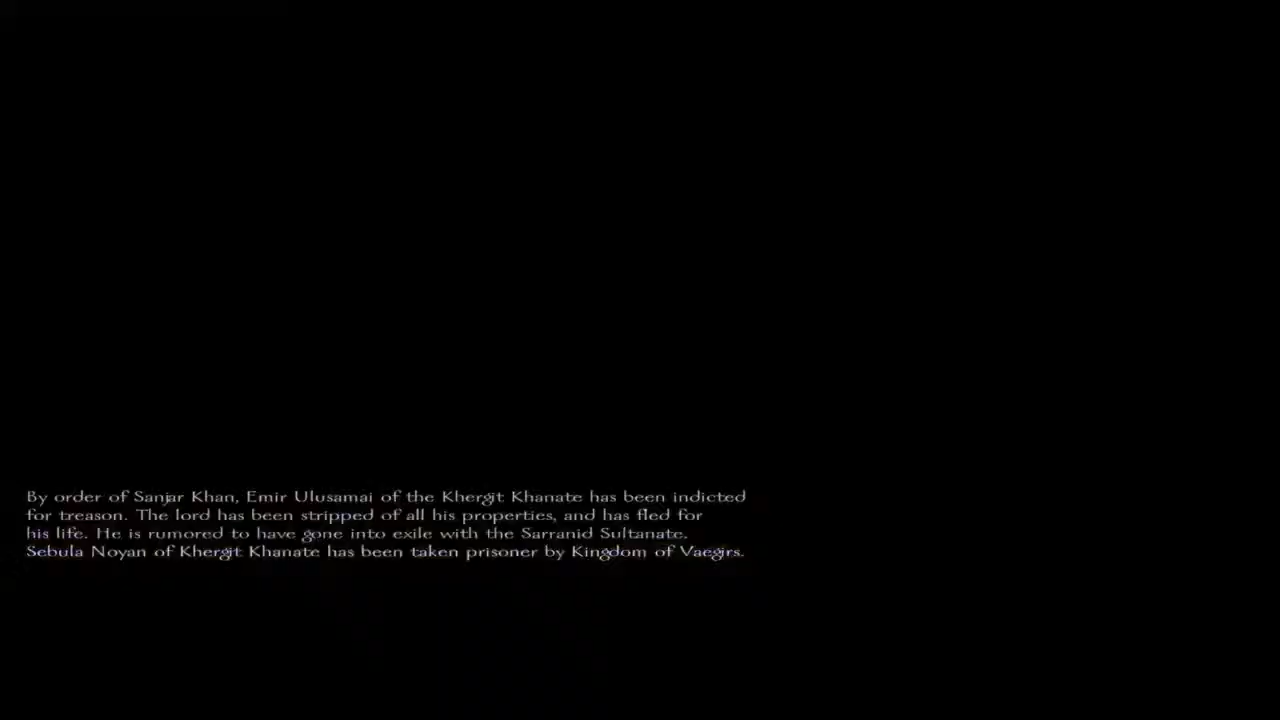 By order of Sanjar Khan, Emir Ulusamai of the Khergit Khanate has been indicted
for treason. The lord has been stripped of all his properties, and has fled for
his life. He is rumored to have gone into exile with the Sarranid Sultanate.
Sebula Noyan of Khergit Khanate has been taken prisoner by Kingdom of Vaegirs.